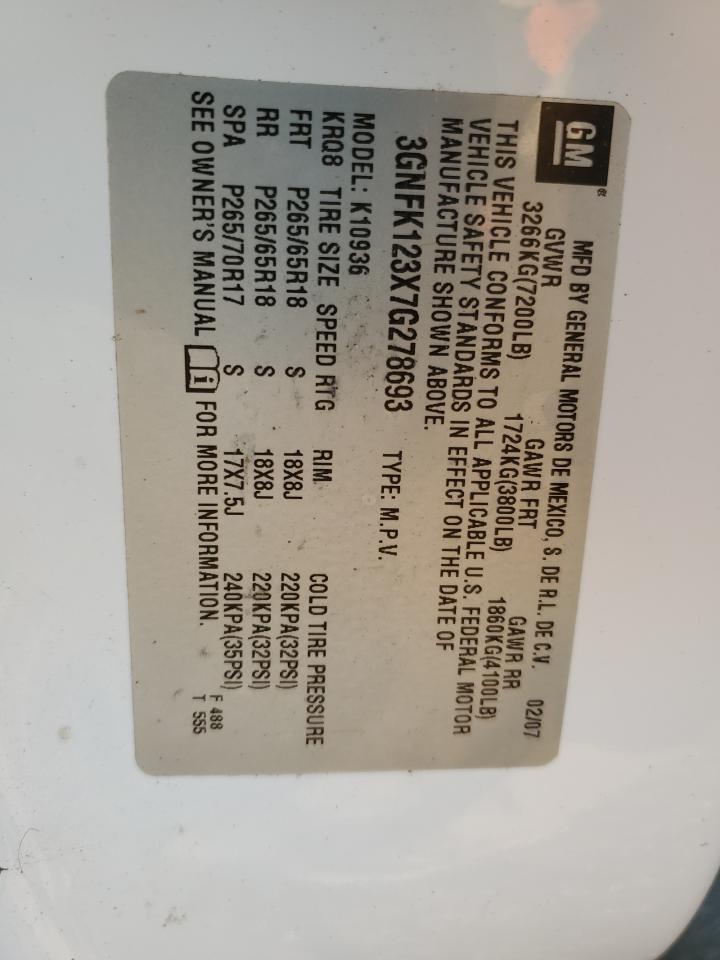 GM®
MFD BY GENERAL MOTORS DE MEXICO, S. DE R.L. DE C.V. 02/07
GVWR GAWR FRT GAWR RR
3266KG(7200LB) 1724KG(3800LB) 1860KG(4100LB)
THIS VEHICLE CONFORMS TO ALL APPLICABLE U.S. FEDERAL MOTOR
VEHICLE SAFETY STANDARDS IN EFFECT ON THE DATE OF
MANUFACTURE SHOWN ABOVE.
3GNFK123X7G278693 TYPE: M.P.V.
MODEL: K10936
KRQ8 TIRE SIZE SPEED RTG RIM COLD TIRE PRESSURE
FRT P265/65R18 S 18X8J 220KPA(32PSI)
RR P265/65R18 S 18X8J 220KPA(32PSI)
SPA P265/70R17 S 17X7.5J 240KPA(35PSI)
SEE OWNER'S MANUAL i FOR MORE INFORMATION.
F 488
T 555